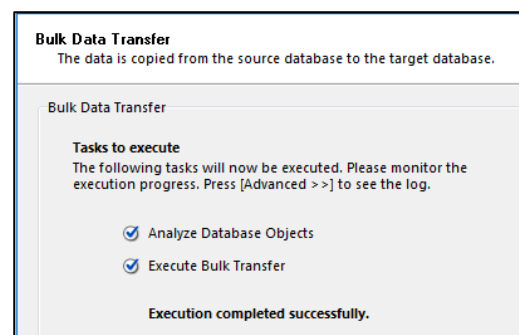 Bulk Data Transfer
The data is copied from the source database to the target database.
Bulk Data Transfer
Tasks to execute
The following tasks will now be executed. Please monitor the
execution progress. Press [Advanced >>] to see the log.
Analyze Database Objects
Execute Bulk Transfer
Execution completed successfully.